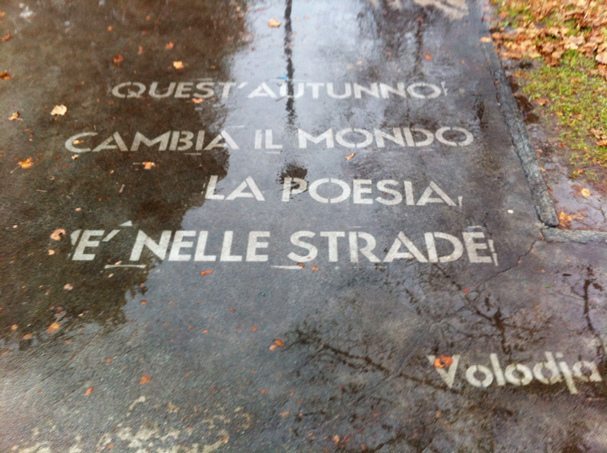 QUEST'AUTUNNO
CAMBIA IL MONDO
LA POESIA
E' NELLE STRADE
Volodja